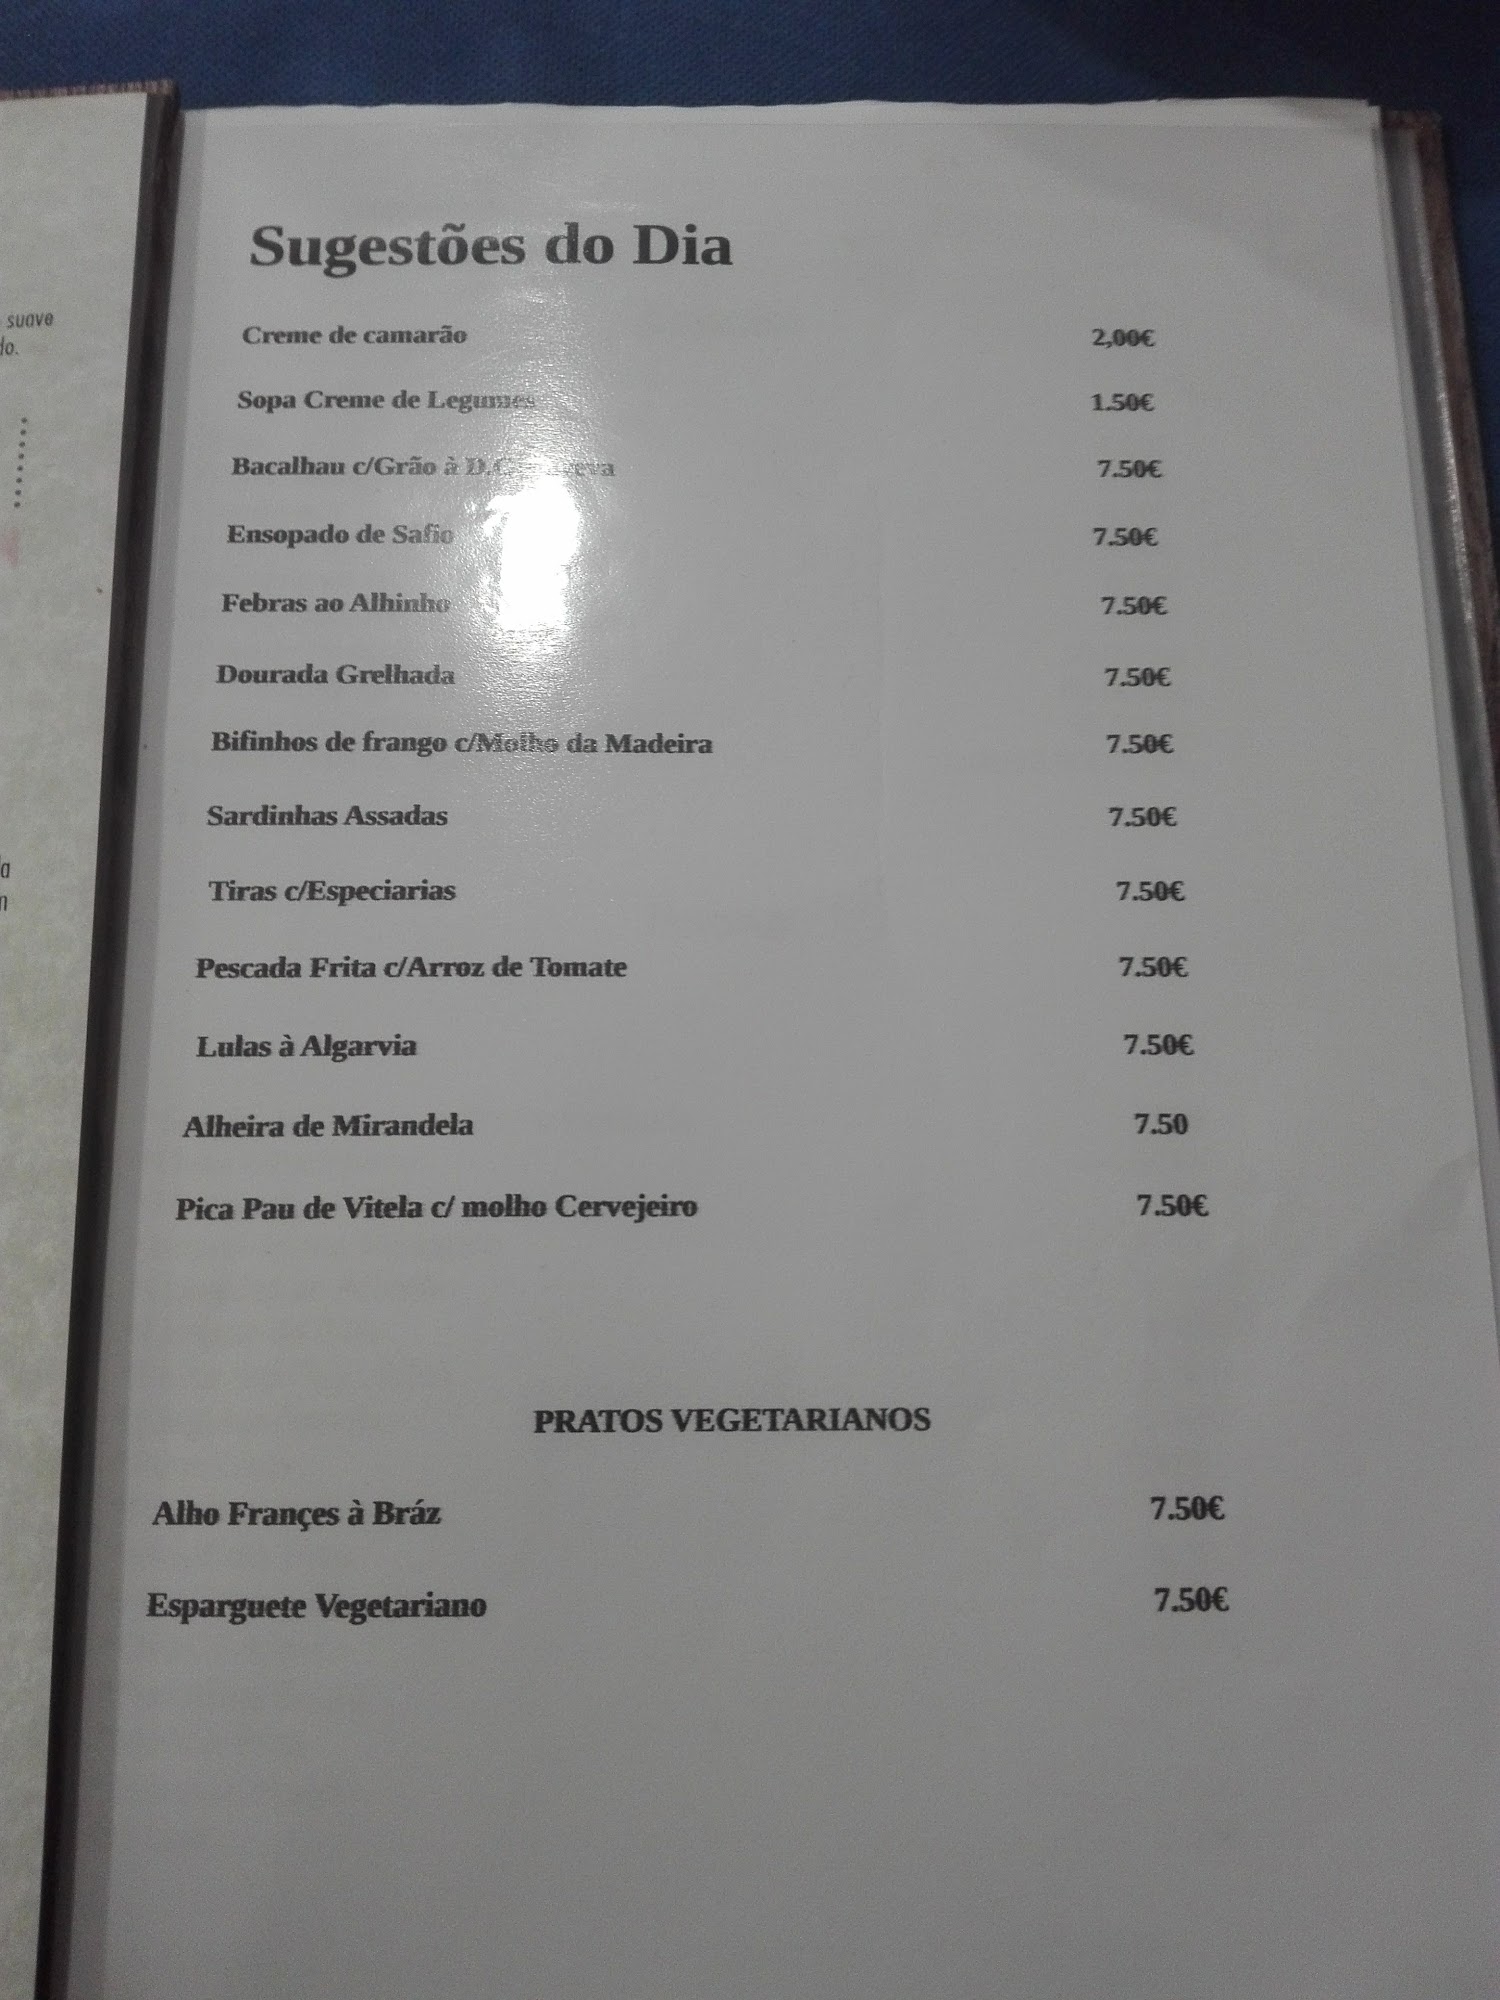 suave
do.
Sugestões do Dia
Creme de camarão 2,00€
Sopa Creme de Legumes 1.50€
Bacalhau c/Grão à 7.50€
Ensopado de Safio 7.50€
Febras ao Alhinho 7.50€
Dourada Grelhada 7.50€
Bifinhos de frango c/Molho da Madeira 7.50€
Sardinhas Assadas 7.50€
Tiras c/Especiarias 7.50€
Pescada Frita c/Arroz de Tomate 7.50€
Lulas à Algarvia 7.50€
Alheira de Mirandela 7.50
Pica Pau de Vitela c/ molho Cervejeiro 7.50€
PRATOS VEGETARIANOS
Alho Françes à Bráz 7.50€
Esparguete Vegetariano 7.50€